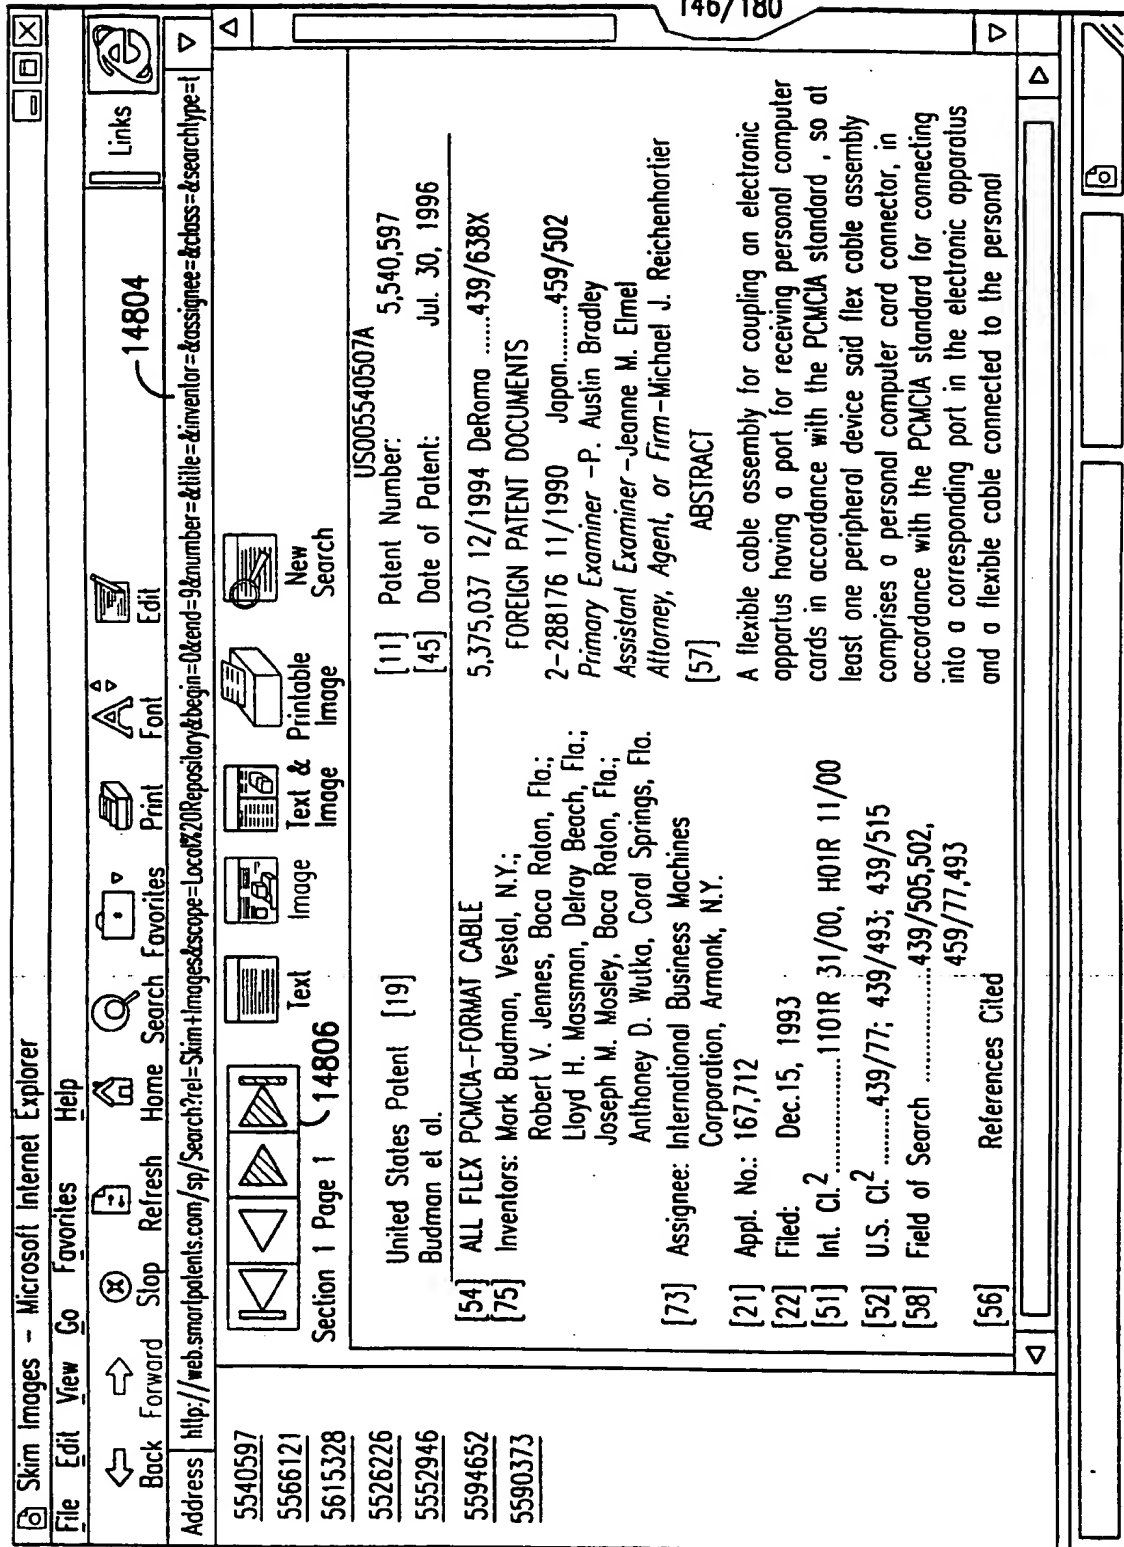 146/180
Skim Images - Microsoft Internet Explorer
File Edit View Go Favorites Help
Back Forward Stop Refresh Home Search Favorites Print Font Edit
Links
14804
Address http://web.smartpatents.com/sp/Search?rel=Skim+Images&scope=Local%20Repository&begin=0&end=9&number=&title=&inventor=&assignee=&class=&searchtype=t
5540597
5566121
5615328
5526226
5552946
5594652
5590373
14806
Section 1 Page 1
Text
Image
Text & Image
Printable Image
New Search
United States Patent [19]
Budman et al.
US005540507A
[11] Patent Number: 5,540,597
[45] Date of Patent: Jul. 30, 1996
[54] ALL FLEX PCMCIA-FORMAT CABLE
[75] Inventors: Mark Budman, Vestal, N.Y.;
Robert V. Jennes, Boca Raton, Fla.;
Lloyd H. Massman, Delray Beach, Fla.;
Joseph M. Mosley, Boca Raton, Fla.;
Anthoney D. Wutka, Coral Springs, Fla.
[73] Assignee: International Business Machines
Corporation, Armonk, N.Y.
[21] Appl. No.: 167,712
[22] Filed: Dec.15, 1993
[51] Int. Cl.2 ................1101R 31/00, H01R 11/00
[52] U.S. Cl.2 .........439/77; 439/493; 439/515
[58] Field of Search ................439/505,502,
459/77,493
[56] References Cited
5,375,037 12/1994 DeRoma ......439/638X
FOREIGN PATENT DOCUMENTS
2-288176 11/1990 Japan..........459/502
Primary Examiner -P. Austin Bradley
Assistant Examiner -Jeanne M. Elmel
Attorney, Agent, or Firm-Michael J. Reichenhartier
[57] ABSTRACT
A flexible cable assembly for coupling an electronic
appartus having a port for receiving personal computer
cards in accordance with the PCMCIA standard , so at
least one peripheral device said flex cable assembly
comprises a personal computer card connector, in
accordance with the PCMCIA standard for connecting
into a corresponding port in the electronic apparatus
and a flexible cable connected to the personal